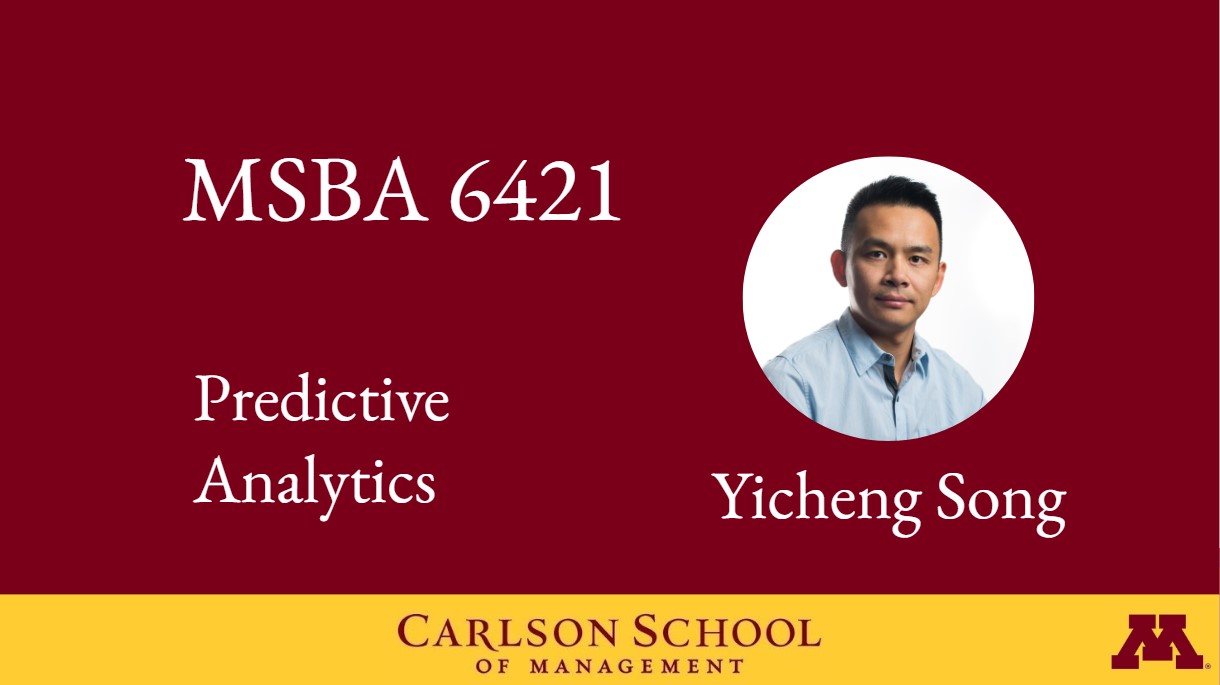 MSBA 6421
Predictive
Analytics
Yicheng Song
CARLSON SCHOOL
OF MANAGEMENT
M